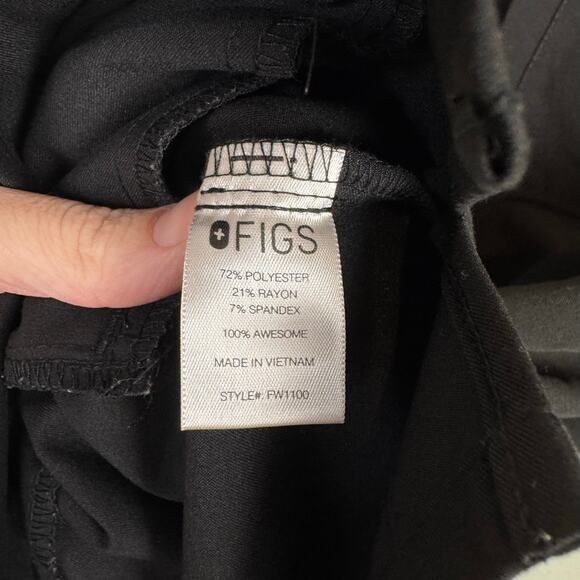 FIGS
72% POLYESTER
21% RAYON
7% SPANDEX
100% AWESOME
MADE IN VIETNAM
STYLE#: FW1100